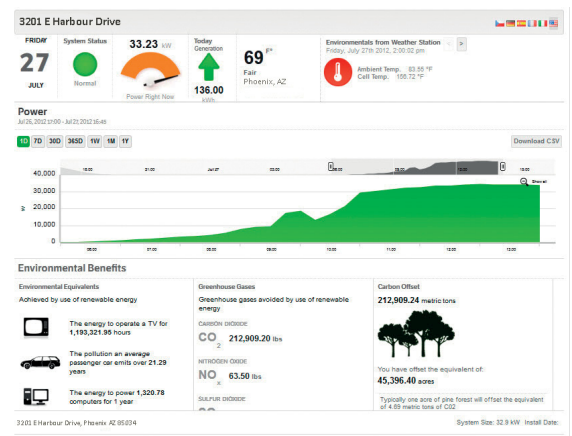 3201 E Harbour Drive
FRIDAY
27
JULY
System Status
Normal
33.23 kW
Power Right Now
Today
Generation
136.00
kWh
69 F°
Fair
Phoenix, AZ
Environmentals from Weather Station
Friday, July 27th 2012, 2:00:02 pm
< >
Ambient Temp. 83.66 °F
Cell Temp. 156.72 °F
Power
1D 7D 30D 365D 1W 1M 1Y
Download CSV
Show all
40,000
30,000
20,000
10,000
0
Environmental Benefits
Environmental Equivalents
Achieved by use of renewable
energy
The energy to operate a TV for
1,193,321.95 hours
The pollution an average
passenger car emits over 21.29
years
The energy to power 1,320.78
computers for 1 year
Greenhouse Gases
Greenhouse gases avoided by use of renewable
energy
CARBON DIOXIDE
CO2 212,909.20 lbs
NITROGEN OXIDE
NOX 63.50 lbs
SULFUR DIOXIDE
Carbon Offset
212,909.24 metric tons
You have offset the equivalent of:
45,396.40 acres
Typically one acre of pine forest will offset the equivalent
of 4.69 metric tons of CO2
3201 E Harbour Drive, Phoenix AZ 85034
System Size: 32.9 kW Install Date: